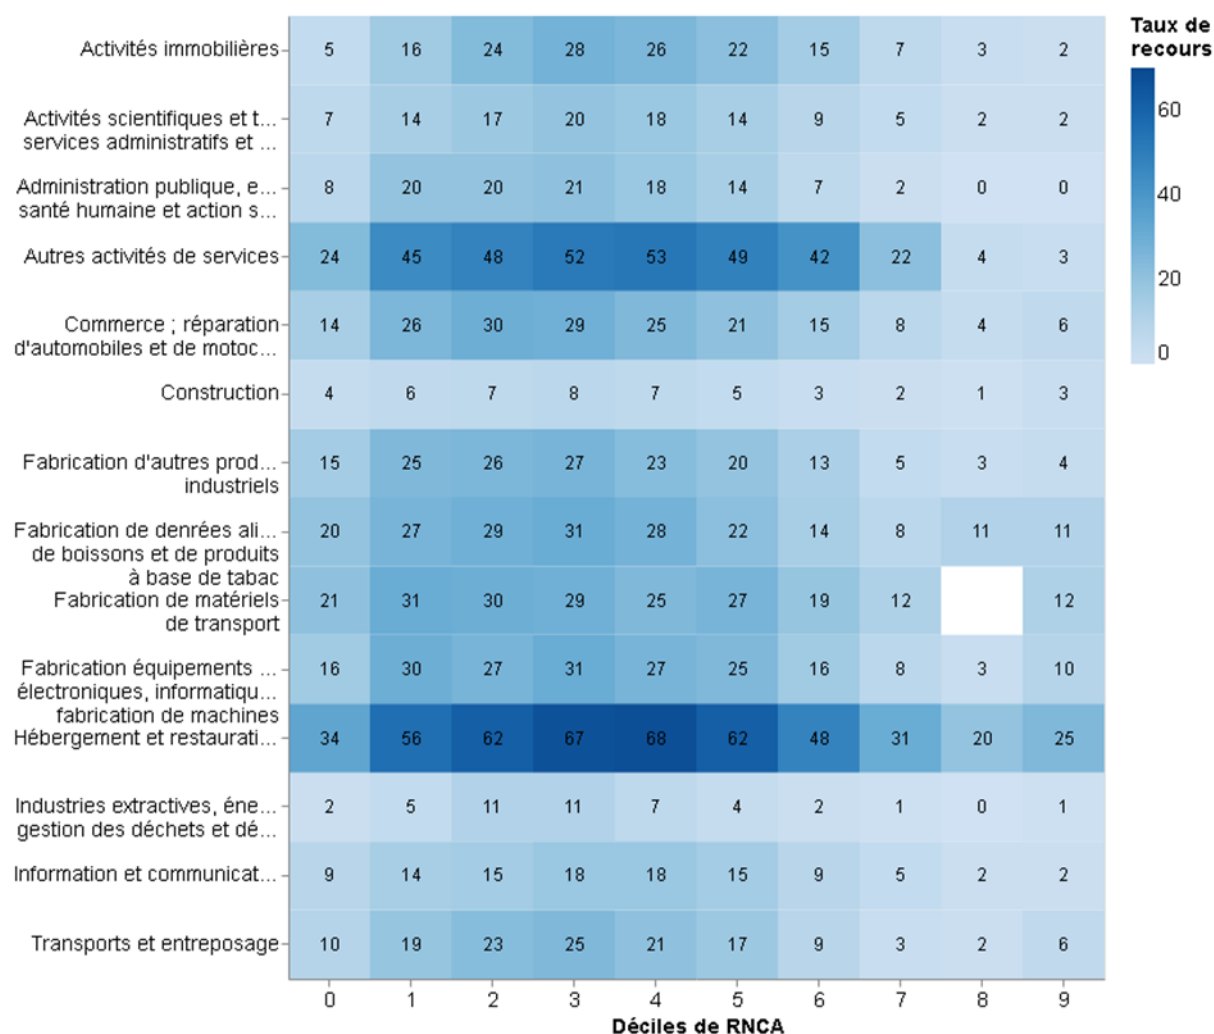 Taux de
recours
60
40
20
0
Activités immobilières 5 16 24 28 26 22 15 7 3 2
Activités scientifiques et t...
services administratifs et ... 7 14 17 20 18 14 9 5 2 2
Administration publique, e...
santé humaine et action s... 8 20 20 21 18 14 7 2 0 0
Autres activités de services 24 45 48 52 53 49 42 22 4 3
Commerce ; réparation
d'automobiles et de motoc... 14 26 30 29 25 21 15 8 4 6
Construction 4 6 7 8 7 5 3 2 1 3
Fabrication d'autres prod...
industriels 15 25 26 27 23 20 13 5 3 4
Fabrication de denrées ali...
de boissons et de produits
à base de tabac 20 27 29 31 28 22 14 8 11 11
Fabrication de matériels
de transport 21 31 30 29 25 27 19 12 12
Fabrication équipements ...
électroniques, informatiqu...
fabrication de machines 16 30 27 31 27 25 16 8 3 10
Hébergement et restaurati... 34 56 62 67 68 62 48 31 20 25
Industries extractives, éne...
gestion des déchets et dé... 2 5 11 11 7 4 2 1 0 1
Information et communicat... 9 14 15 18 18 15 9 5 2 2
Transports et entreposage 10 19 23 25 21 17 9 3 2 6
0 1 2 3 4 5 6 7 8 9
Déciles de RNCA